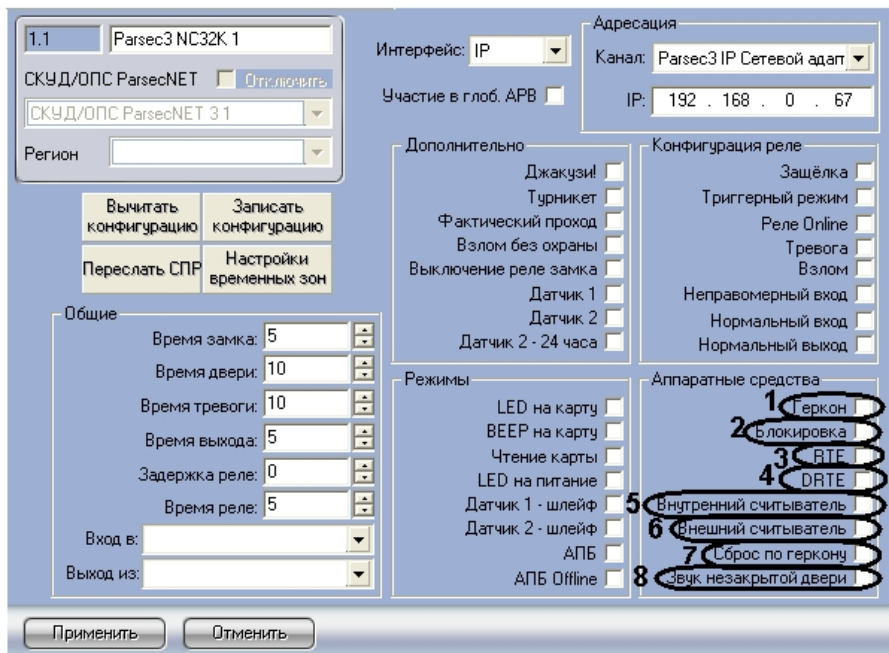 1.1 Parsec3 NC32K 1
СКУД/ОПС ParsecNET Отключить
СКУД/ОПС ParsecNET 3 1
Регион
Вычитать конфигурацию
Записать конфигурацию
Переслать СПР
Настройки временных зон
Интерфейс: IP
Участие в глоб. АРВ
Адресация
Канал: Parsec3 IP Сетевой адапт
IP: 192 . 168 . 0 . 67
Общие
Время замка: 5
Время двери: 10
Время тревоги: 10
Время выхода: 5
Задержка реле: 0
Время реле: 5
Вход в:
Выход из:
Дополнительно
Джакузи!
Турникет
Фактический проход
Взлом без охраны
Выключение реле замка
Датчик 1
Датчик 2
Датчик 2 - 24 часа
Конфигурация реле
Защёлка
Триггерный режим
Реле Online
Тревога
Взлом
Неправомерный вход
Нормальный вход
Нормальный выход
Режимы
LED на карту
BEEP на карту
Чтение карты
LED на питание
Датчик 1 - шлейф
Датчик 2 - шлейф
АПБ
АПБ Offline
Аппаратные средства
1 Геркон
2 Блокировка
3 RTE
4 DRTE
5 Внутренний считыватель
6 Внешний считыватель
7 Сброс по геркону
8 Звук незакрытой двери
Применить
Отменить